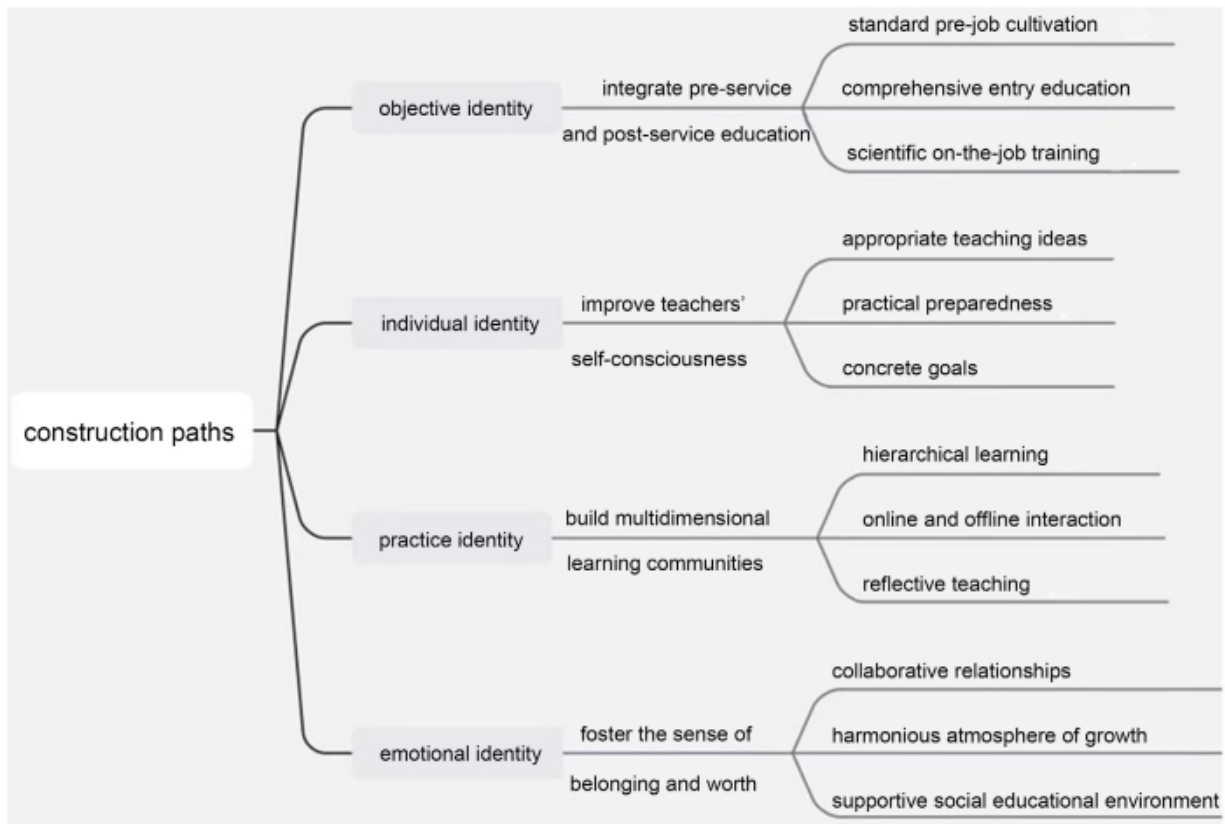 construction paths
objective identity
integrate pre-service
and post-service education
standard pre-job cultivation
comprehensive entry education
scientific on-the-job training
individual identity
improve teachers'
self-consciousness
appropriate teaching ideas
practical preparedness
concrete goals
practice identity
build multidimensional
learning communities
hierarchical learning
online and offline interaction
reflective teaching
emotional identity
foster the sense of
belonging and worth
collaborative relationships
harmonious atmosphere of growth
supportive social educational environment